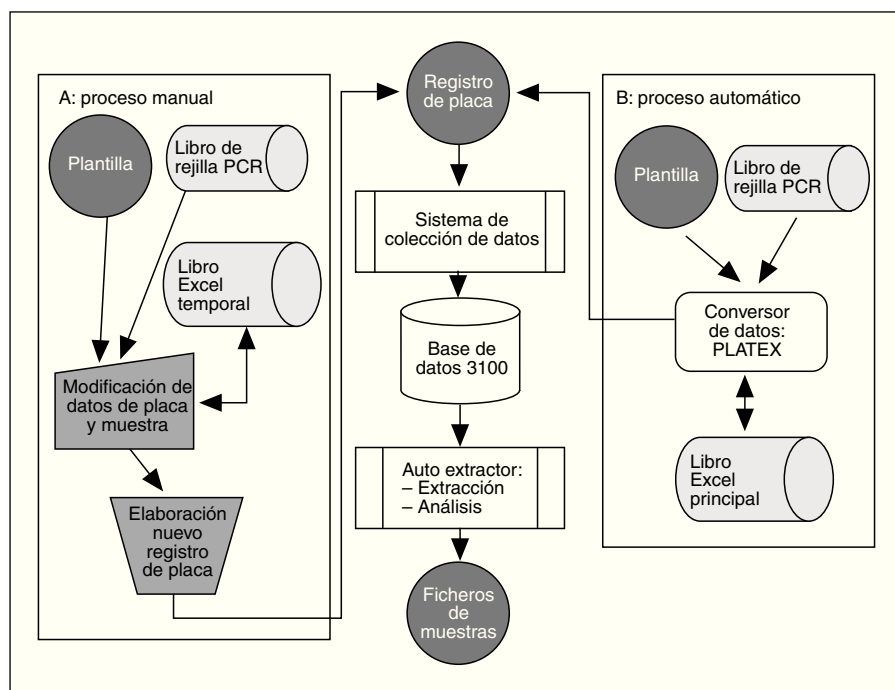 A: proceso manual
Plantilla
Libro de
rejilla PCR
Libro
Excel
temporal
Modificación de
datos de placa
y muestra
Elaboración
nuevo
registro
de placa
Registro
de placa
Sistema de
colección de datos
Base de
datos 3100
Auto extractor:
– Extracción
– Análisis
Ficheros
de
muestras
B: proceso automático
Plantilla
Libro de
rejilla PCR
Conversor
de datos:
PLATEX
Libro
Excel
principal